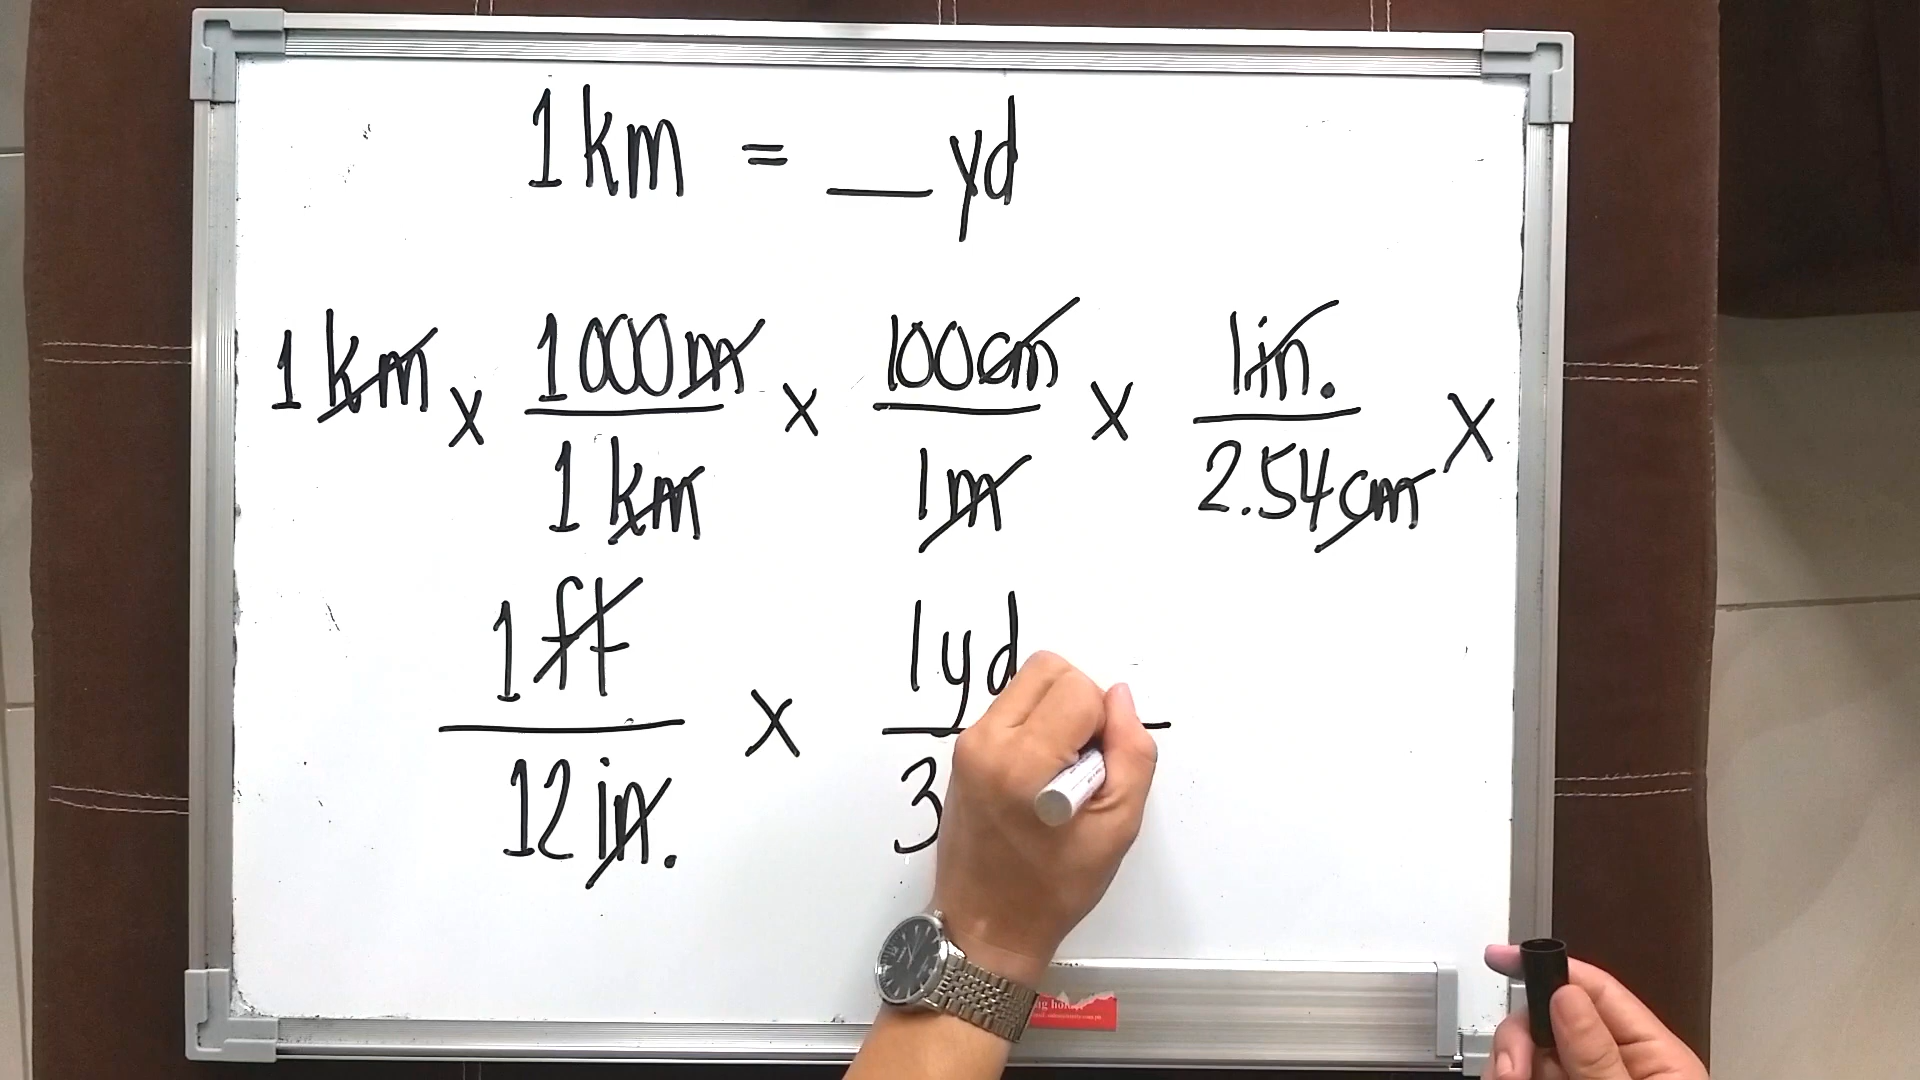 1 km = __ yd
1 km x 1000 m x 100 cm x 1 in. x
1 km 1 m 2.54 cm
1 ft x 1 yd
12 in. 3